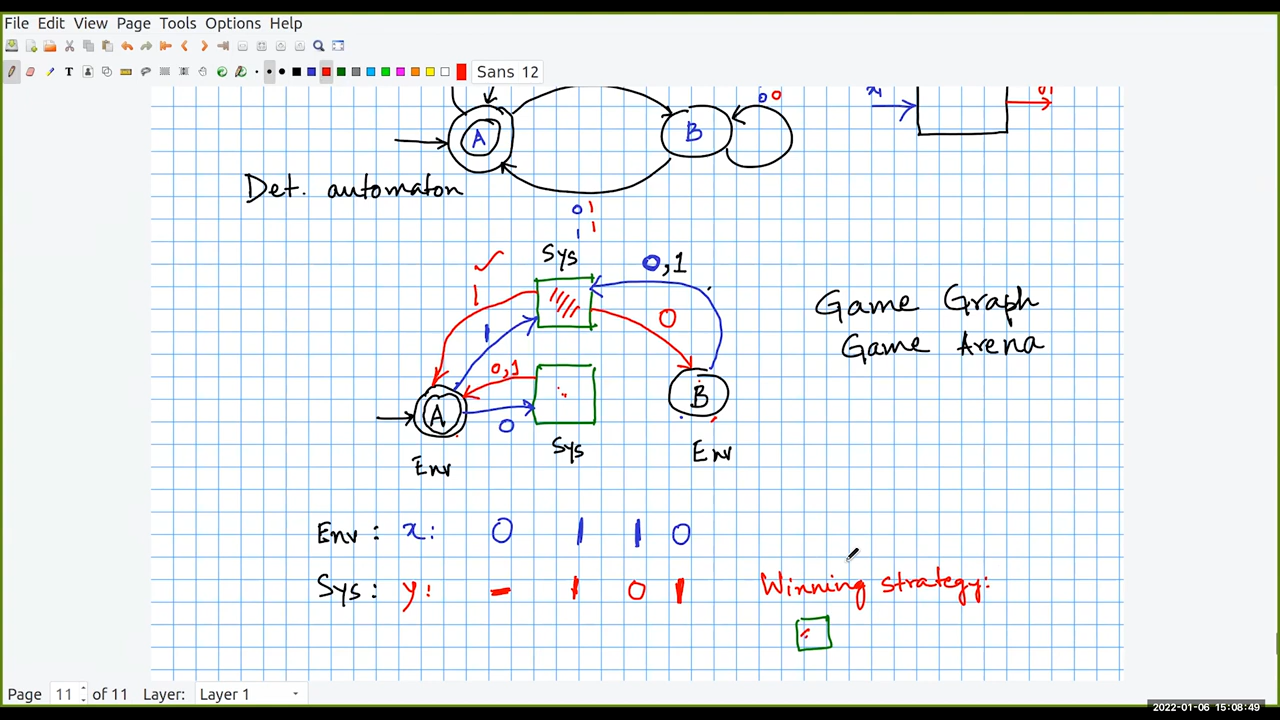 File Edit View Page Tools Options Help
T
Sans 12
00
A
B
Det. automaton
01
11
Sys
0,1
1
1
0
Game Graph
Game Arena
0,1
A
B
0
Sys
Env
Env
Env : x: 0 1 1 0
Sys : y: - 1 0 1
Winning strategy:
Page 11 of 11 Layer: Layer 1
2022-01-06 15:08:49